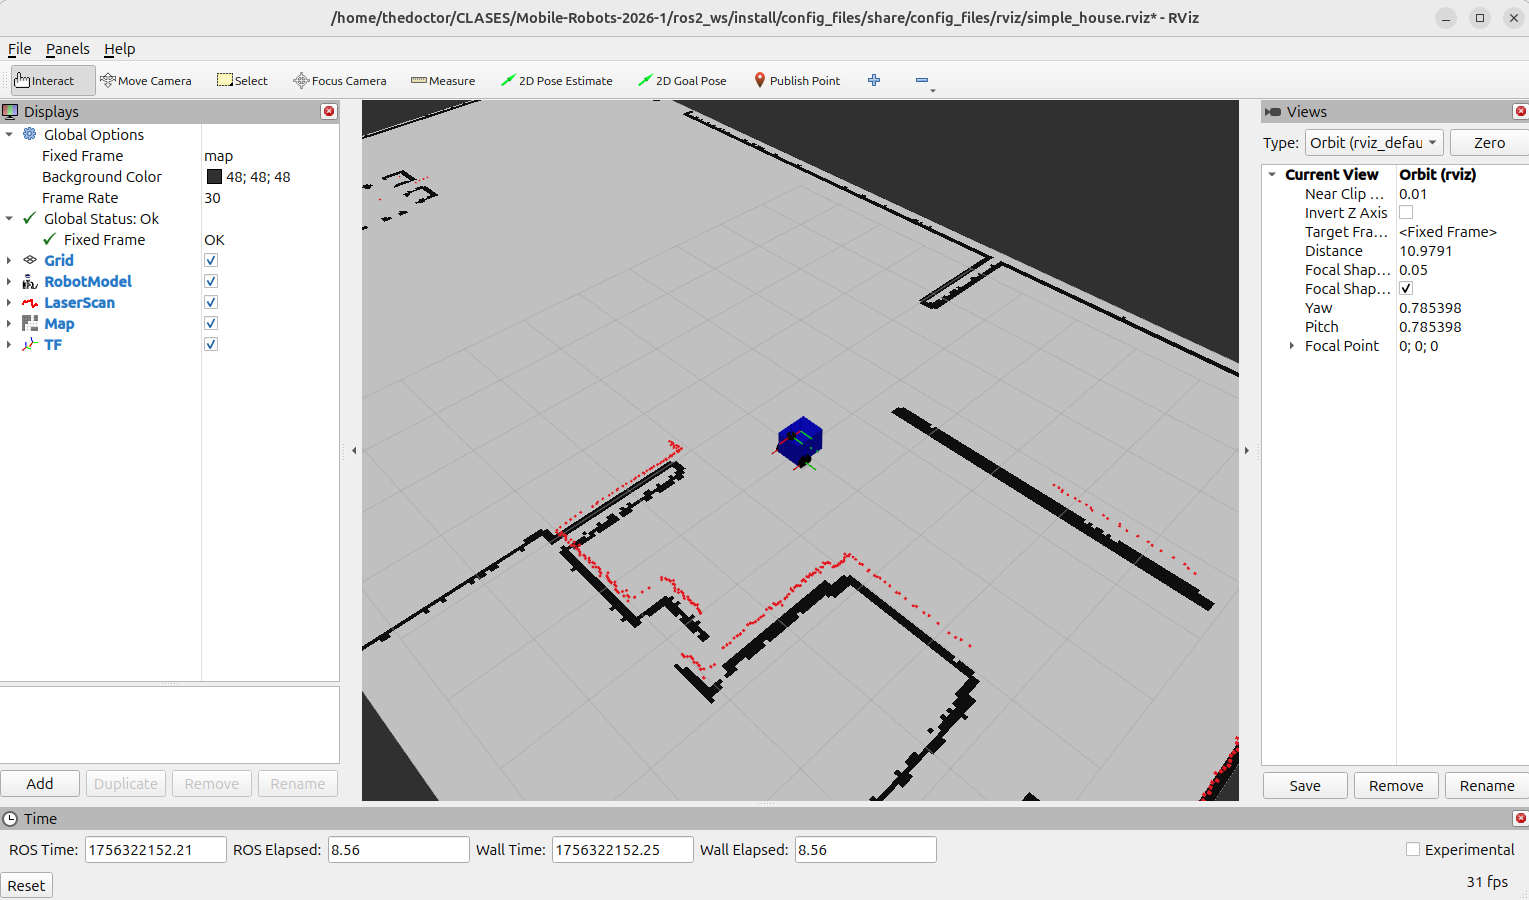 /home/thedoctor/CLASES/Mobile-Robots-2026-1/ros2_ws/install/config_files/share/config_files/rviz/simple_house.rviz* - RViz
File Panels Help
Interact Move Camera Select Focus Camera Measure 2D Pose Estimate 2D Goal Pose Publish Point
Displays
Global Options
Fixed Frame map
Background Color 48; 48; 48
Frame Rate 30
Global Status: Ok
Fixed Frame OK
Grid
RobotModel
LaserScan
Map
TF
Add Duplicate Remove Rename
Views
Type: Orbit (rviz_defau Zero
Current View Orbit (rviz)
Near Clip ... 0.01
Invert Z Axis
Target Fra... <Fixed Frame>
Distance 10.9791
Focal Shap... 0.05
Focal Shap...
Yaw 0.785398
Pitch 0.785398
Focal Point 0; 0; 0
Save Remove Rename
Time
ROS Time: 1756322152.21 ROS Elapsed: 8.56 Wall Time: 1756322152.25 Wall Elapsed: 8.56 Experimental
Reset 31 fps